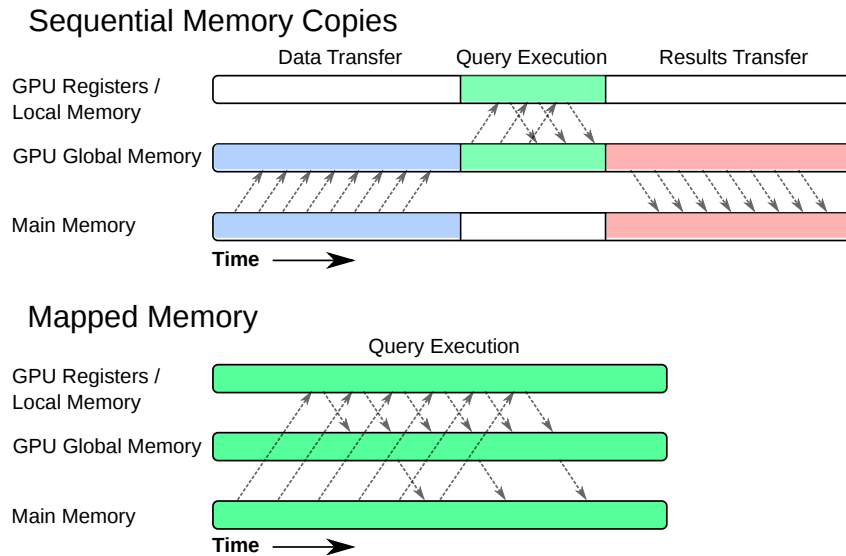 Sequential Memory Copies
Data Transfer Query Execution Results Transfer
GPU Registers /
Local Memory
GPU Global Memory
Main Memory
Time
Mapped Memory
Query Execution
GPU Registers /
Local Memory
GPU Global Memory
Main Memory
Time